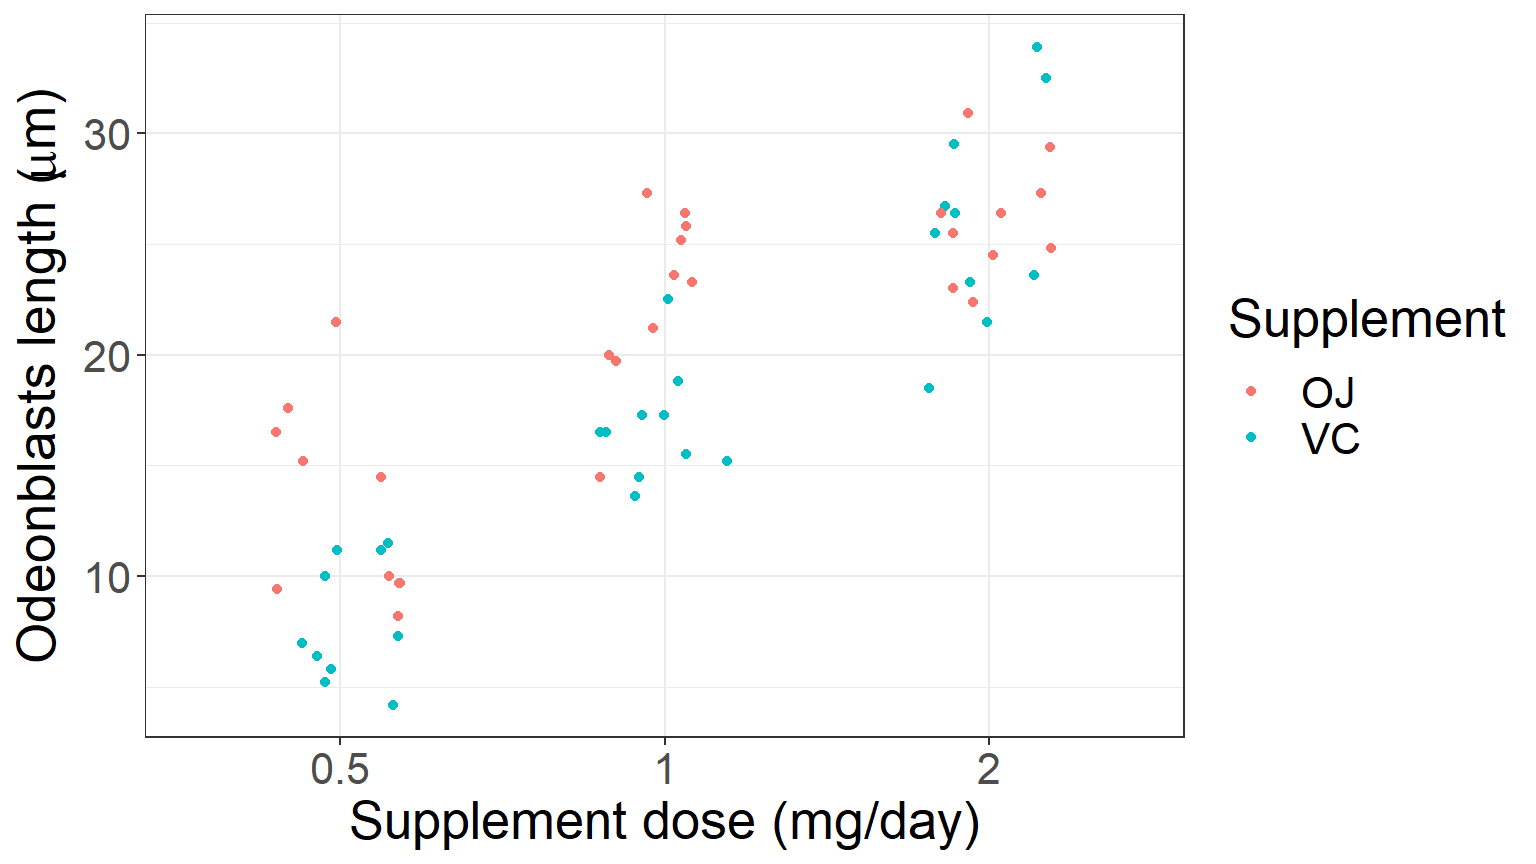 Odeonblasts length (μm)
30
20
10
0.5 1 2
Supplement dose (mg/day)
Supplement
OJ
VC